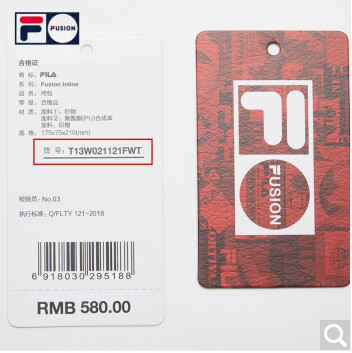 F FUSION
合格证
商 标：FILA
系 列：Fusion Inline
品 名：挎包
等 级：合格品
材 质：面料①：织物
面料②：聚氨酯(PU)合成革
里料：织物
规 格：175x75x210(mm)
货 号：T13W021121FWT
检验员：No.03
执行标准：Q/FLTY 121-2018
6 918030 295188
RMB 580.00
F
FUSION